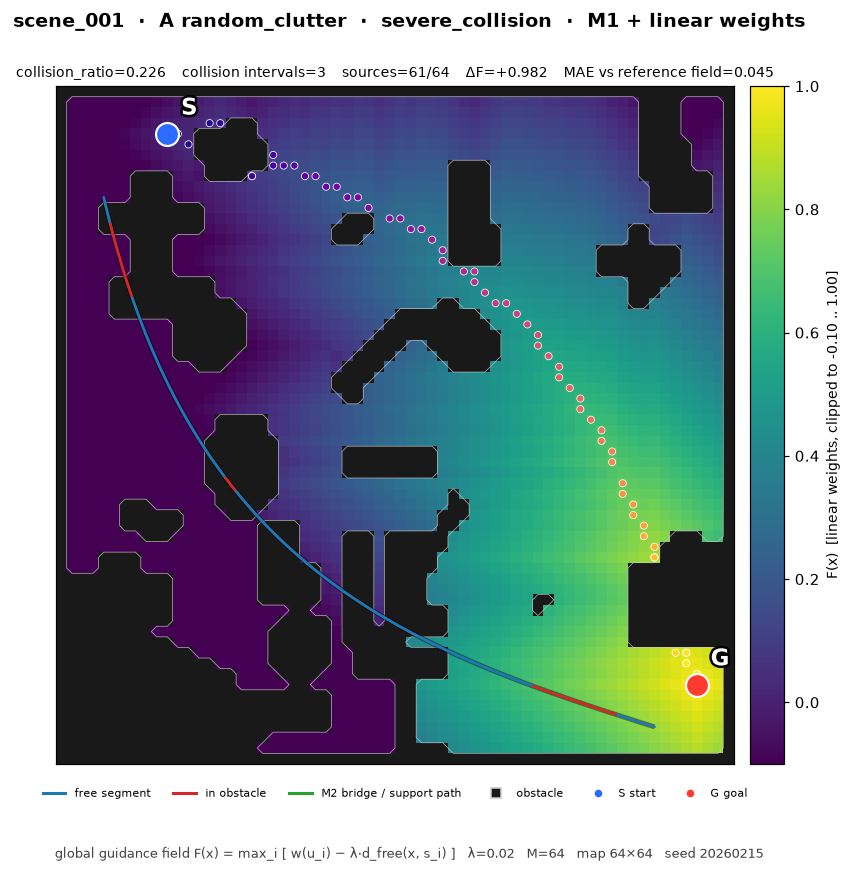 scene_001 · A random_clutter · severe_collision · M1 + linear weights
collision_ratio=0.226 collision intervals=3 sources=61/64 ΔF=+0.982 MAE vs reference field=0.045
S
G
1.0
0.8
0.6
0.4
0.2
0.0
F(x) [linear weights, clipped to -0.10 .. 1.00]
free segment
in obstacle
M2 bridge / support path
obstacle
S start
G goal
global guidance field F(x) = max_i [ w(u_i) − λ·d_free(x, s_i) ] λ=0.02 M=64 map 64×64 seed 20260215